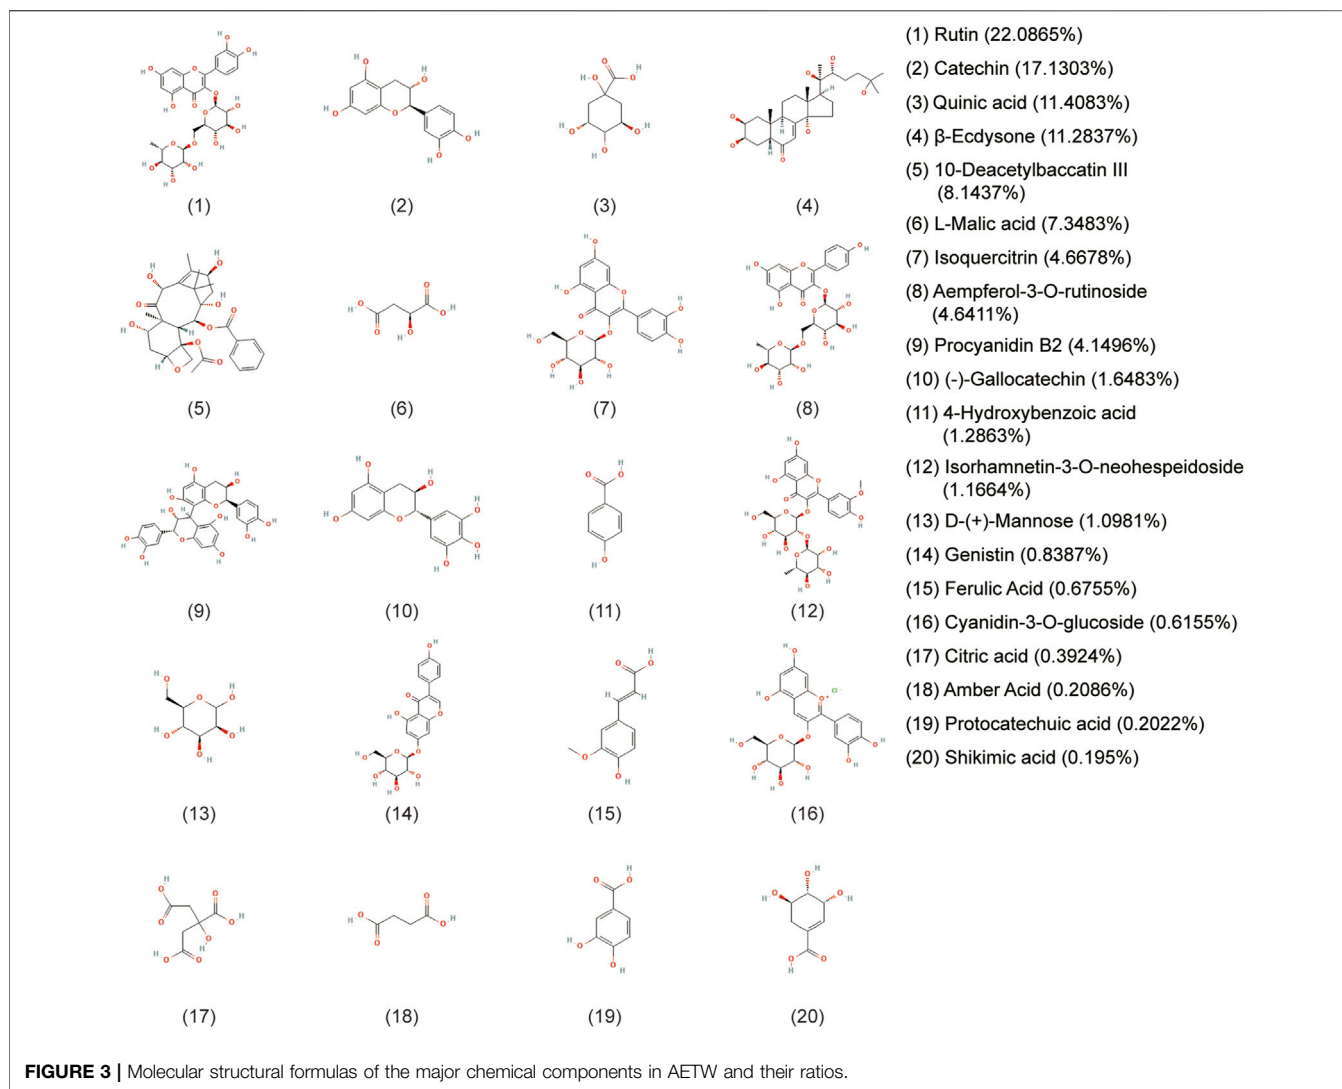 (1) Rutin (22.0865%)
(2) Catechin (17.1303%)
(3) Quinic acid (11.4083%)
(4) β-Ecdysone (11.2837%)
(5) 10-Deacetylbaccatin III
(8.1437%)
(6) L-Malic acid (7.3483%)
(7) Isoquercitrin (4.6678%)
(8) Aempferol-3-O-rutinoside
(4.6411%)
(9) Procyanidin B2 (4.1496%)
(10) (-)-Gallocatechin (1.6483%)
(11) 4-Hydroxybenzoic acid
(1.2863%)
(12) Isorhamnetin-3-O-neohespeidoside
(1.1664%)
(13) D-(+)-Mannose (1.0981%)
(14) Genistin (0.8387%)
(15) Ferulic Acid (0.6755%)
(16) Cyanidin-3-O-glucoside (0.6155%)
(17) Citric acid (0.3924%)
(18) Amber Acid (0.2086%)
(19) Protocatechuic acid (0.2022%)
(20) Shikimic acid (0.195%)
(1) (2) (3) (4)
(5) (6) (7) (8)
(9) (10) (11) (12)
(13) (14) (15) (16)
(17) (18) (19) (20)
FIGURE 3 | Molecular structural formulas of the major chemical components in AETW and their ratios.